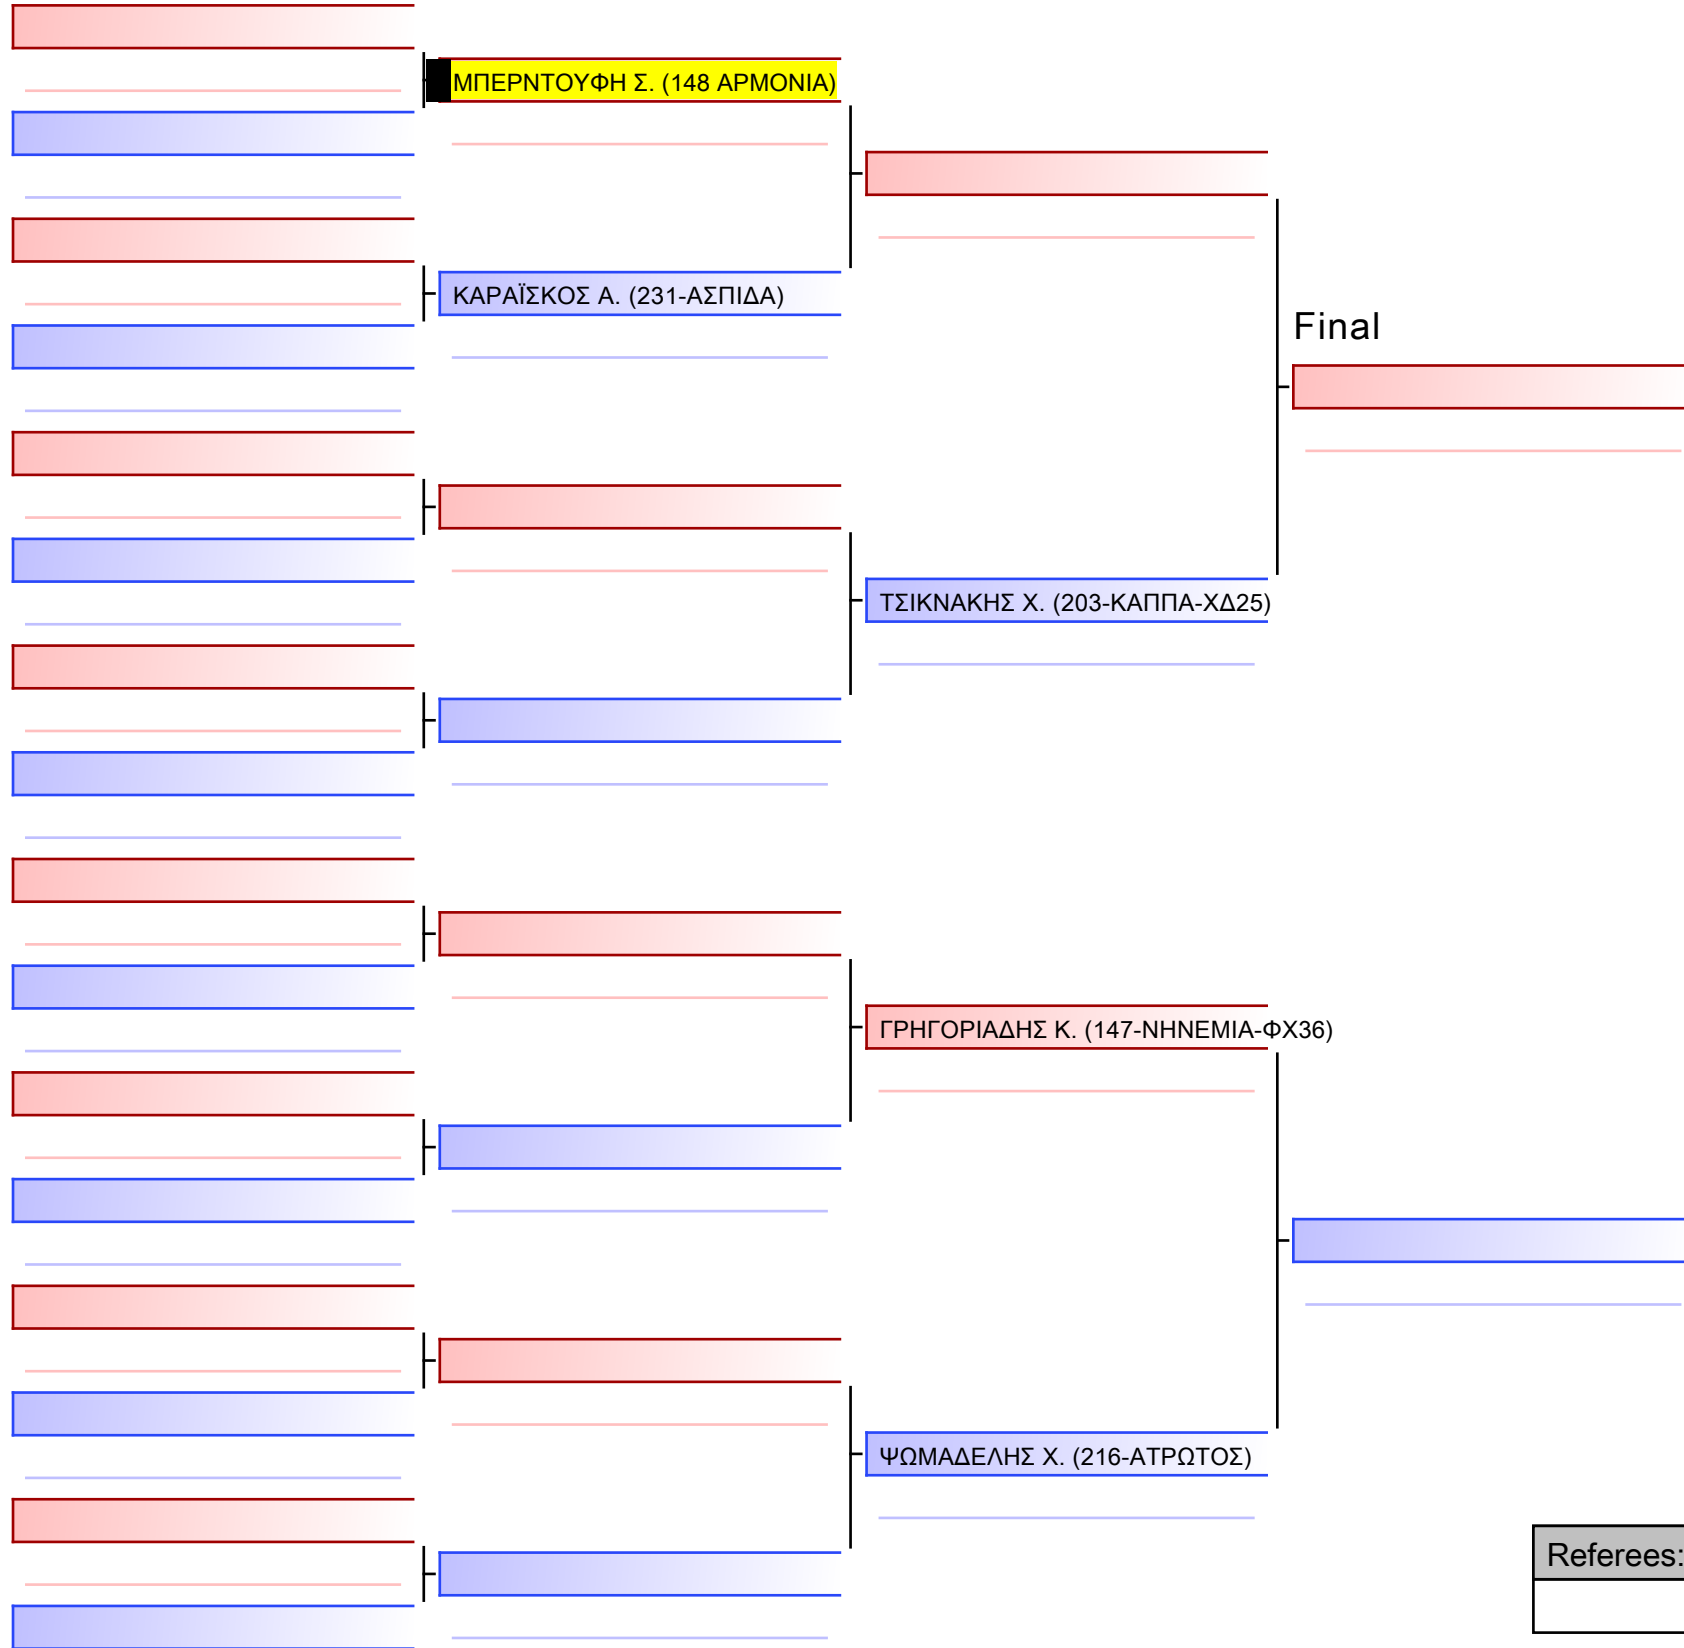 ΜΠΕΡΝΤΟΥΦΗ Σ. (148 ΑΡΜΟΝΙΑ)
ΚΑΡΑΪΣΚΟΣ Α. (231-ΑΣΠΙΔΑ)
Final
ΤΣΙΚΝΑΚΗΣ Χ. (203-ΚΑΠΠΑ-ΧΔ25)
ΓΡΗΓΟΡΙΑΔΗΣ Κ. (147-ΝΗΝΕΜΙΑ-ΦΧ36)
ΨΩΜΑΔΕΛΗΣ Χ. (216-ΑΤΡΩΤΟΣ)
Referees: